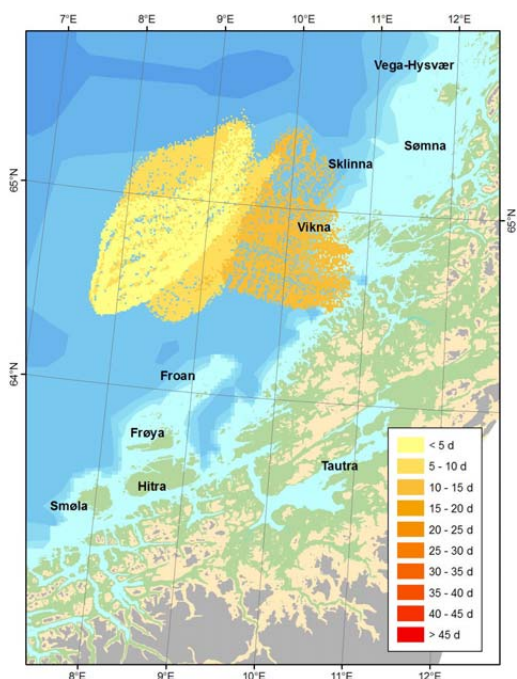 7°E 8°E 9°E 10°E 11°E 12°E
Vega-Hysvær
Sømna
Sklinna
65°N
Vikna
65°N
64°N
Froan
Frøya
Tautra
Hitra
Smøla
< 5 d
5 - 10 d
10 - 15 d
15 - 20 d
20 - 25 d
25 - 30 d
30 - 35 d
35 - 40 d
40 - 45 d
> 45 d
8°E 9°E 10°E 11°E 12°E